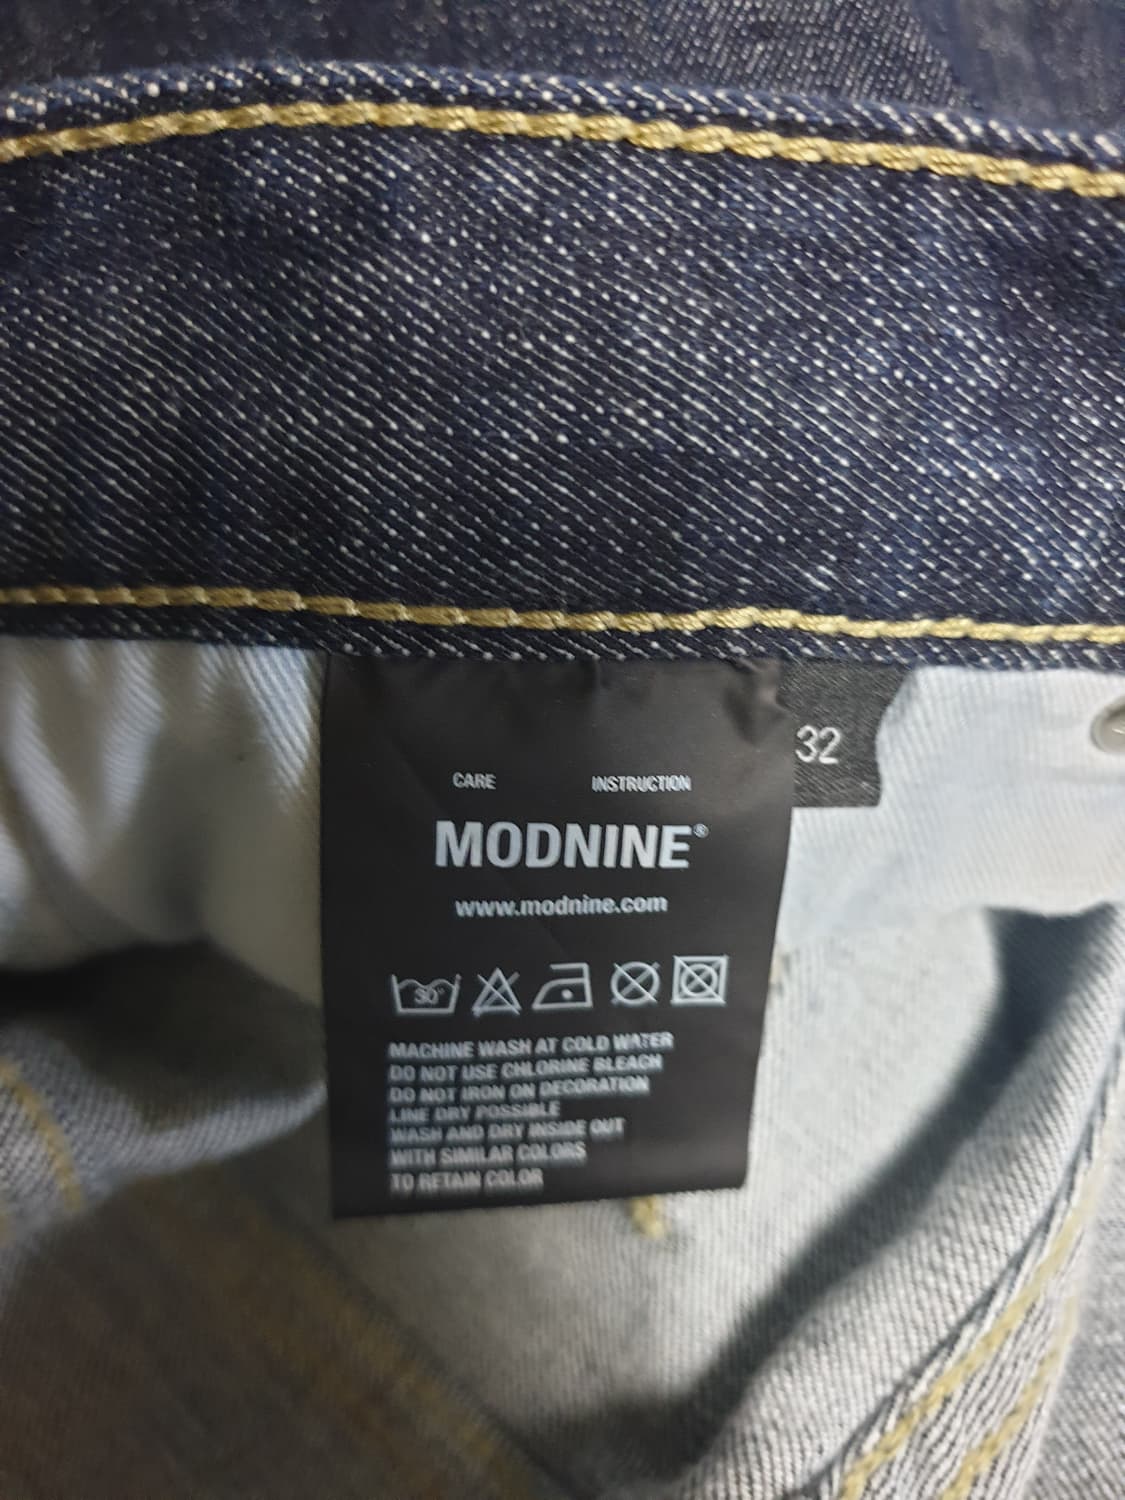 32
CARE INSTRUCTION
MODNINE®
www.modnine.com
30°
MACHINE WASH AT COLD WATER
DO NOT USE CHLORINE BLEACH
DO NOT IRON ON DECORATION
LINE DRY POSSIBLE
WASH AND DRY INSIDE OUT
WITH SIMILAR COLORS
TO RETAIN COLOR